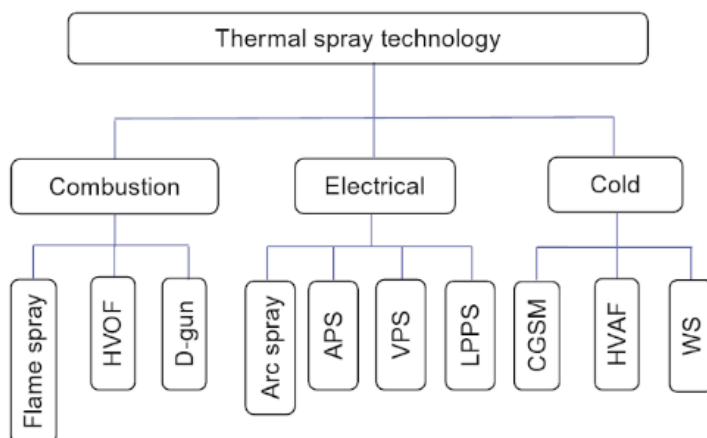 Thermal spray technology
Combustion
Electrical
Cold
Flame spray
HVOF
D-gun
Arc spray
APS
VPS
LPPS
CGSM
HVAF
WS